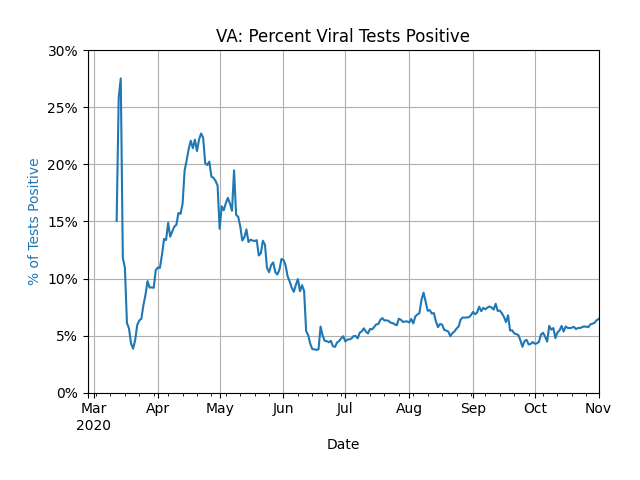 VA: Percent Viral Tests Positive
30%
25%
20%
15%
10%
5%
0%
% of Tests Positive
Mar Apr May Jun Jul Aug Sep Oct Nov
2020
Date